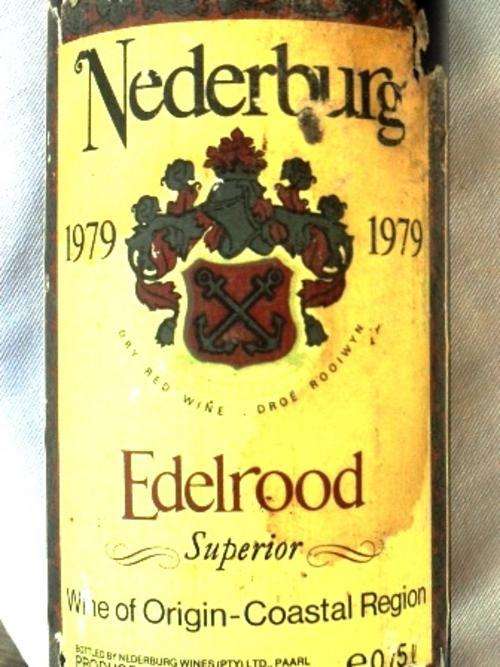 Nederburg
1979 1979
DRY RED WINE . DROË ROOIWYN
Edelrood
Superior
Wine of Origin-Coastal Region
BOTTLED BY NEDERBURG WINES (PTY) LTD., PAARL
e